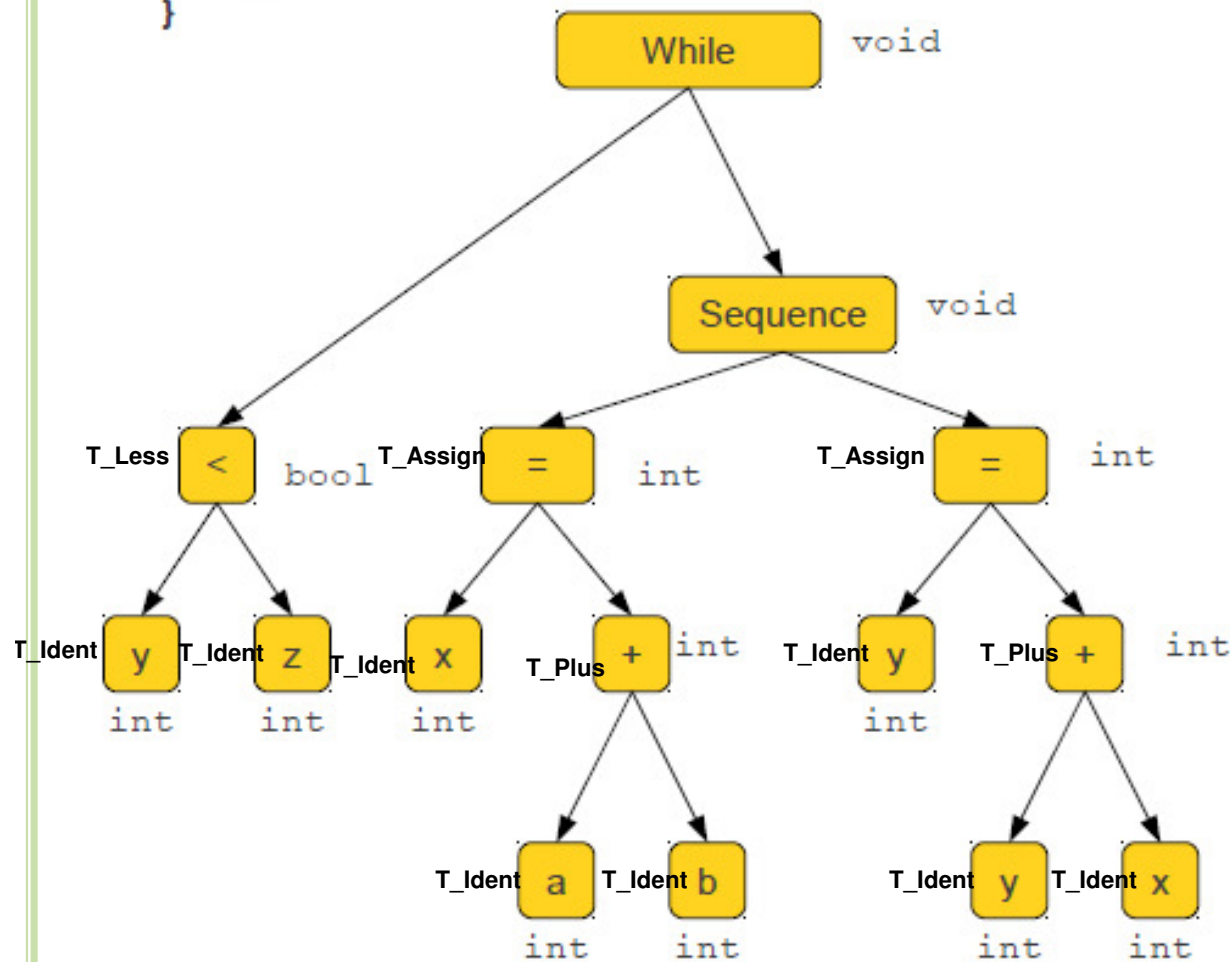 }
While void
Sequence void
T_Less < bool T_Assign = int T_Assign = int
T_Ident y T_Ident z T_Ident x T_Plus + int T_Ident y T_Plus + int
int int int int
T_Ident a T_Ident b T_Ident y T_Ident x
int int int int